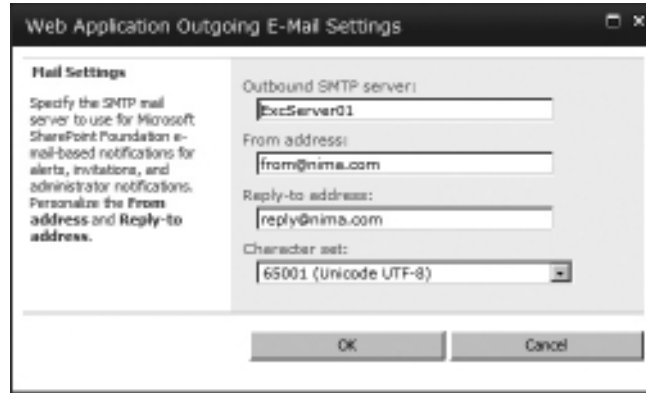 Web Application Outgoing E-Mail Settings
Mail Settings
Specify the SMTP mail
server to use for Microsoft
SharePoint Foundation e-
mail-based notifications for
alerts, invitations, and
administrator notifications.
Personalize the From
address and Reply-to
address.
Outbound SMTP server:
ExcServer01
From address:
from@nima.com
Reply-to address:
reply@nima.com
Character set:
65001 (Unicode UTF-8)
OK
Cancel